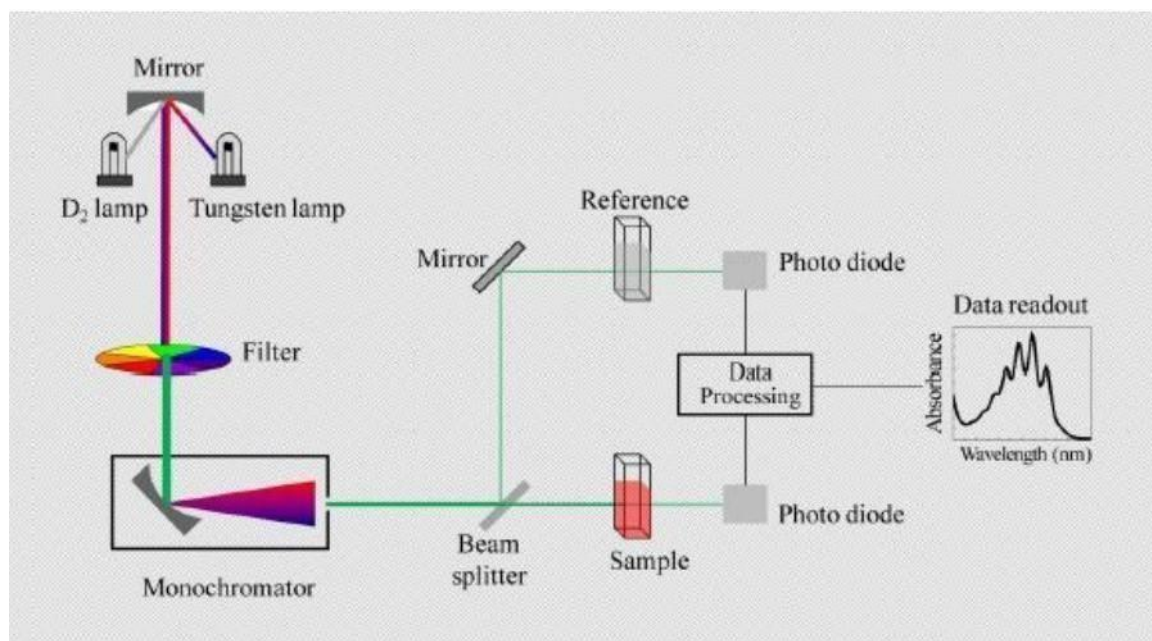 Mirror
D₂ lamp
Tungsten lamp
Filter
Monochromator
Mirror
Beam
splitter
Reference
Sample
Photo diode
Data
Processing
Photo diode
Data readout
Absorbance
Wavelength (nm)